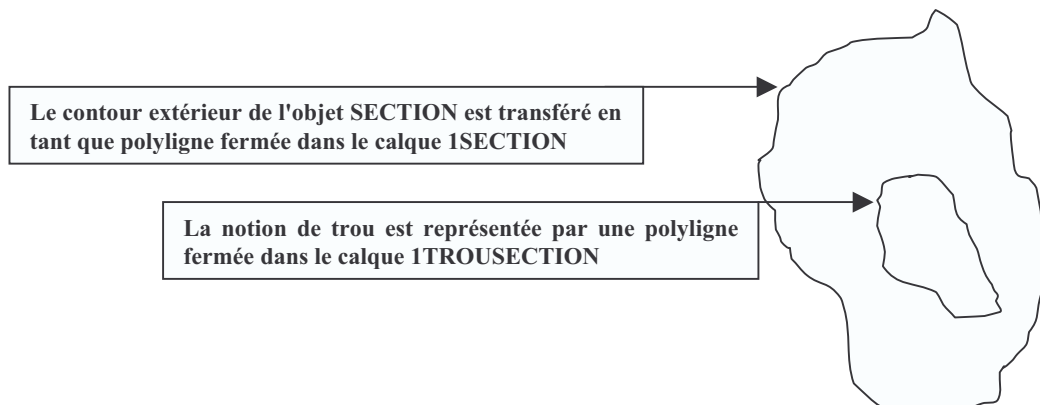 Le contour extérieur de l'objet SECTION est transféré en
tant que polyligne fermée dans le calque 1SECTION
La notion de trou est représentée par une polyligne
fermée dans le calque 1TROUSECTION